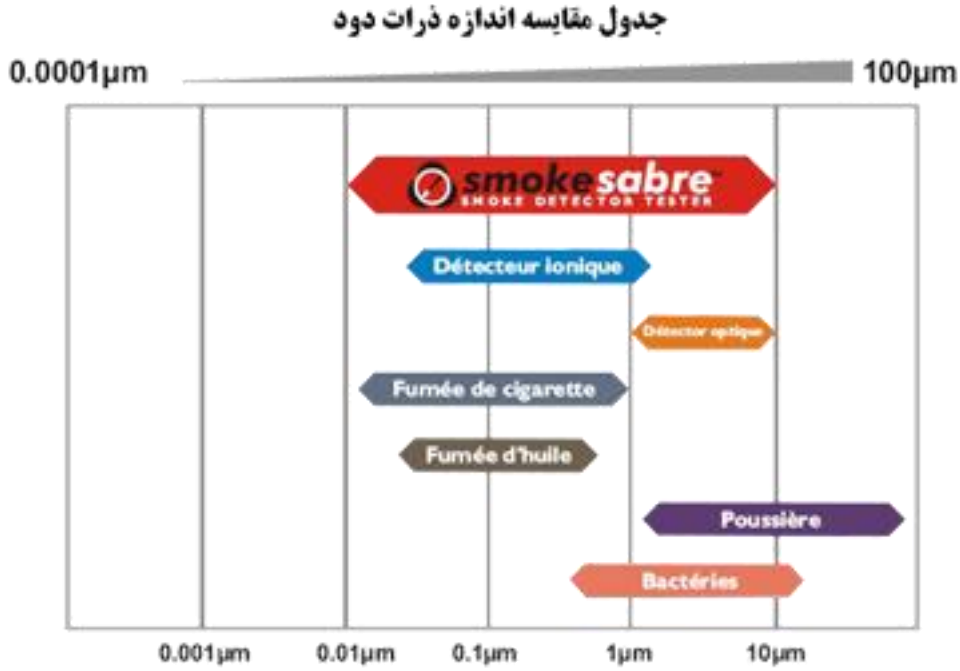 جدول مقایسه اندازه ذرات دود
0.0001µm 100µm
smokesabre™
SMOKE DETECTOR TESTER
Détecteur ionique
Détector optique
Fumée de cigarette
Fumée d'huile
Poussière
Bactéries
0.001µm 0.01µm 0.1µm 1µm 10µm